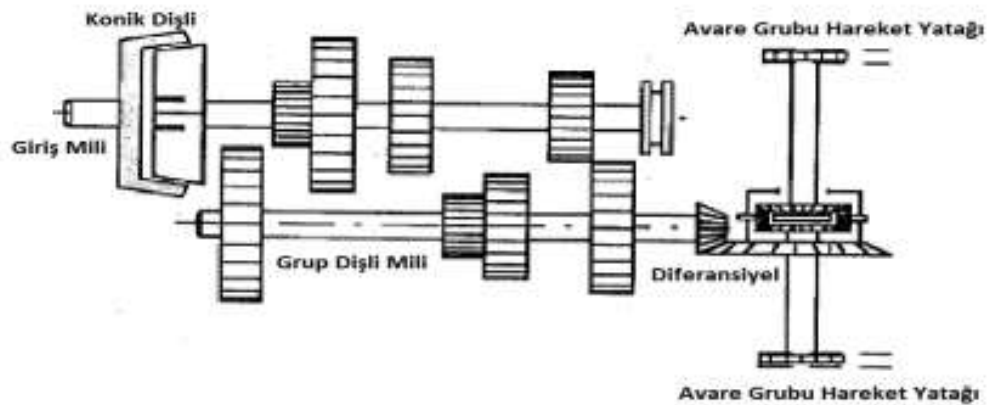 Konik Dişli
Avare Grubu Hareket Yatağı
Giriş Mili
Grup Dişli Mili
Diferansiyel
Avare Grubu Hareket Yatağı